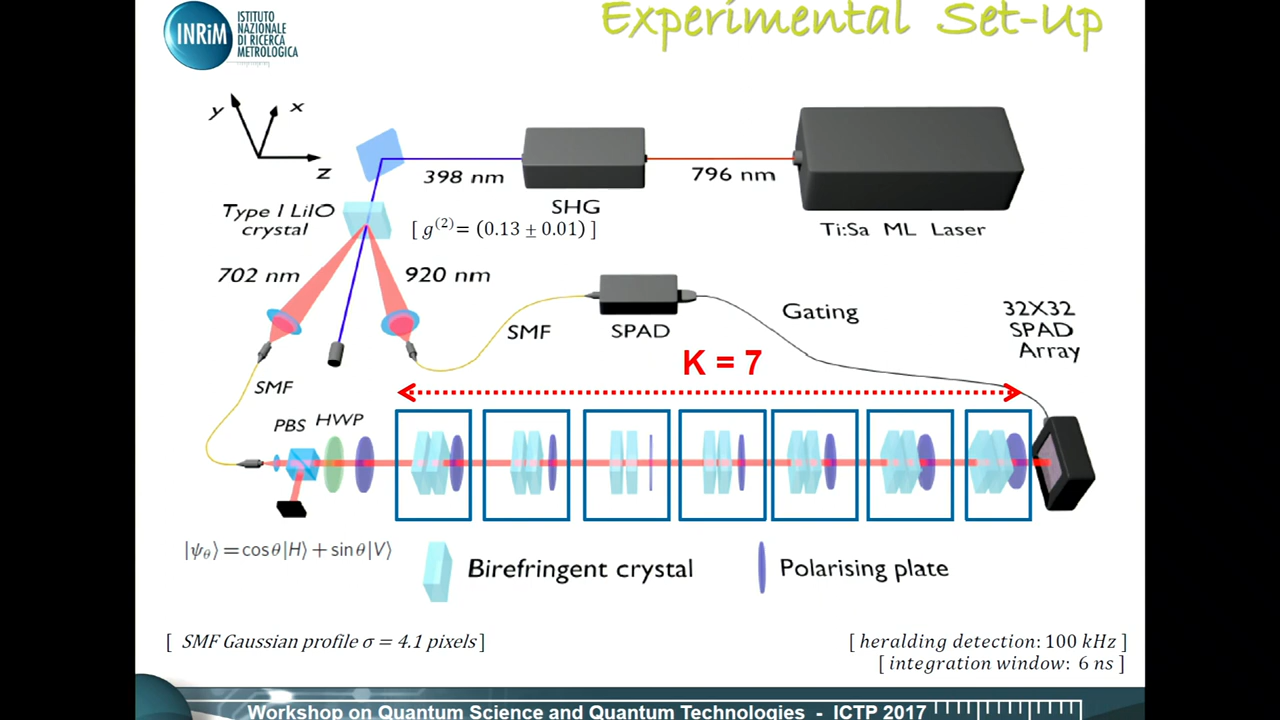 Experimental Set-Up
INRiM
ISTITUTO
NAZIONALE
DI RICERCA
METROLOGICA
y
x
z
398 nm
796 nm
SHG
Ti:Sa ML Laser
Type I LiIO
crystal
[ g(2)= (0.13 ± 0.01) ]
702 nm
920 nm
SMF
SPAD
Gating
32X32
SPAD
Array
K = 7
SMF
PBS
HWP
|ψθ⟩ = cosθ|H⟩ + sinθ|V⟩
Birefringent crystal
Polarising plate
[ SMF Gaussian profile σ = 4.1 pixels ]
[ heralding detection: 100 kHz ]
[ integration window: 6 ns ]
Workshop on Quantum Science and Quantum Technologies - ICTP 2017